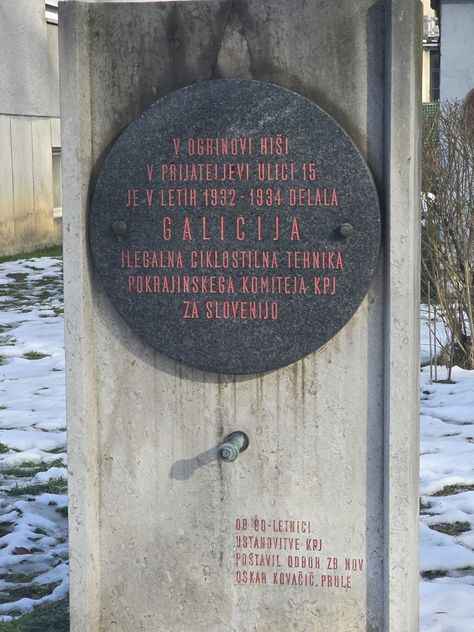 V OGRINOVI HIŠI
V PRIJATELJEVI ULICI 15
JE V LETIH 1932-1934 DELALA
GALICIJA
ILEGALNA CIKLOSTILNA TEHNIKA
POKRAJINSKEGA KOMITEJA KPJ
ZA SLOVENIJO
OB 60-LETNICI
USTANOVITVE KPJ
POSTAVIL ODBOR ZB NOV
OSKAR KOVAČIČ, PRULE